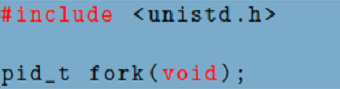 #include <unistd.h>
pid_t fork(void);